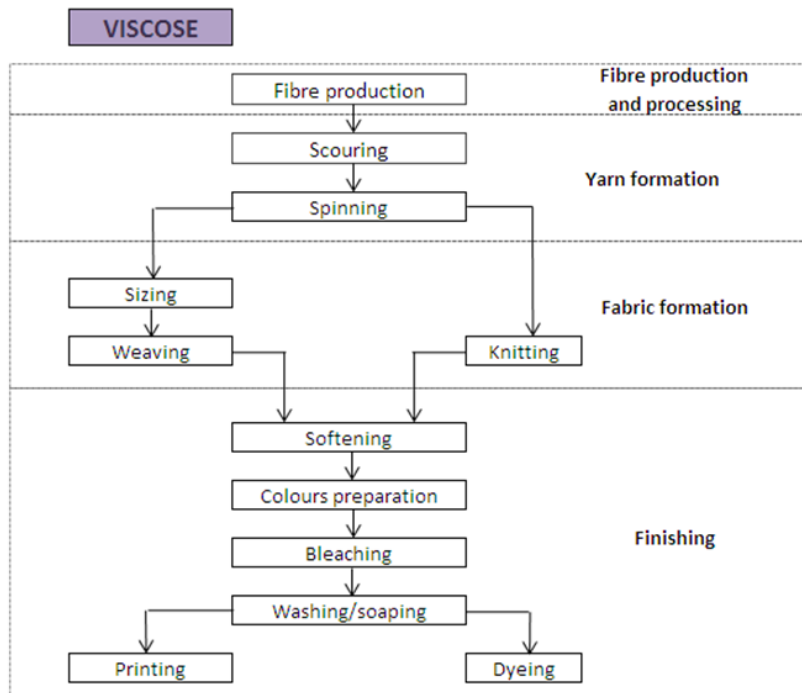 VISCOSE
Fibre production
Fibre production
and processing
Scouring
Yarn formation
Spinning
Sizing
Fabric formation
Weaving
Knitting
Softening
Colours preparation
Finishing
Bleaching
Washing/soaping
Printing
Dyeing